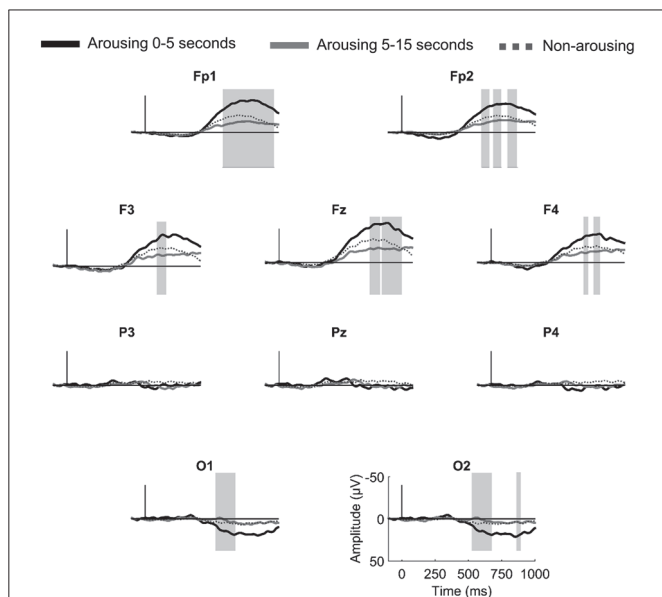 Arousing 0-5 seconds Arousing 5-15 seconds Non-arousing
Fp1 Fp2
F3 Fz F4
P3 Pz P4
O1 O2
Amplitude (µV)
-50
0
50
0 250 500 750 1000
Time (ms)